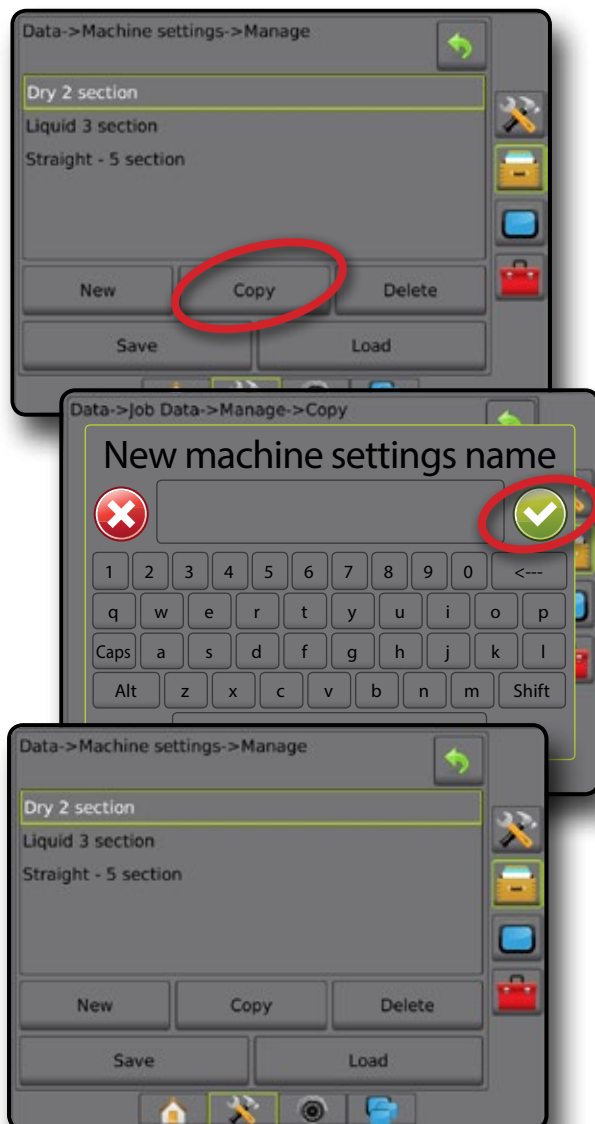 Data->Machine settings->Manage
Dry 2 section
Liquid 3 section
Straight - 5 section
New Copy Delete
Save Load
Data->Job Data->Manage->Copy
New machine settings name
1 2 3 4 5 6 7 8 9 0 <---
q w e r t y u i o p
Caps a s d f g h j k l
Alt z x c v b n m Shift
Data->Machine settings->Manage
Dry 2 section
Liquid 3 section
Straight - 5 section
New Copy Delete
Save Load